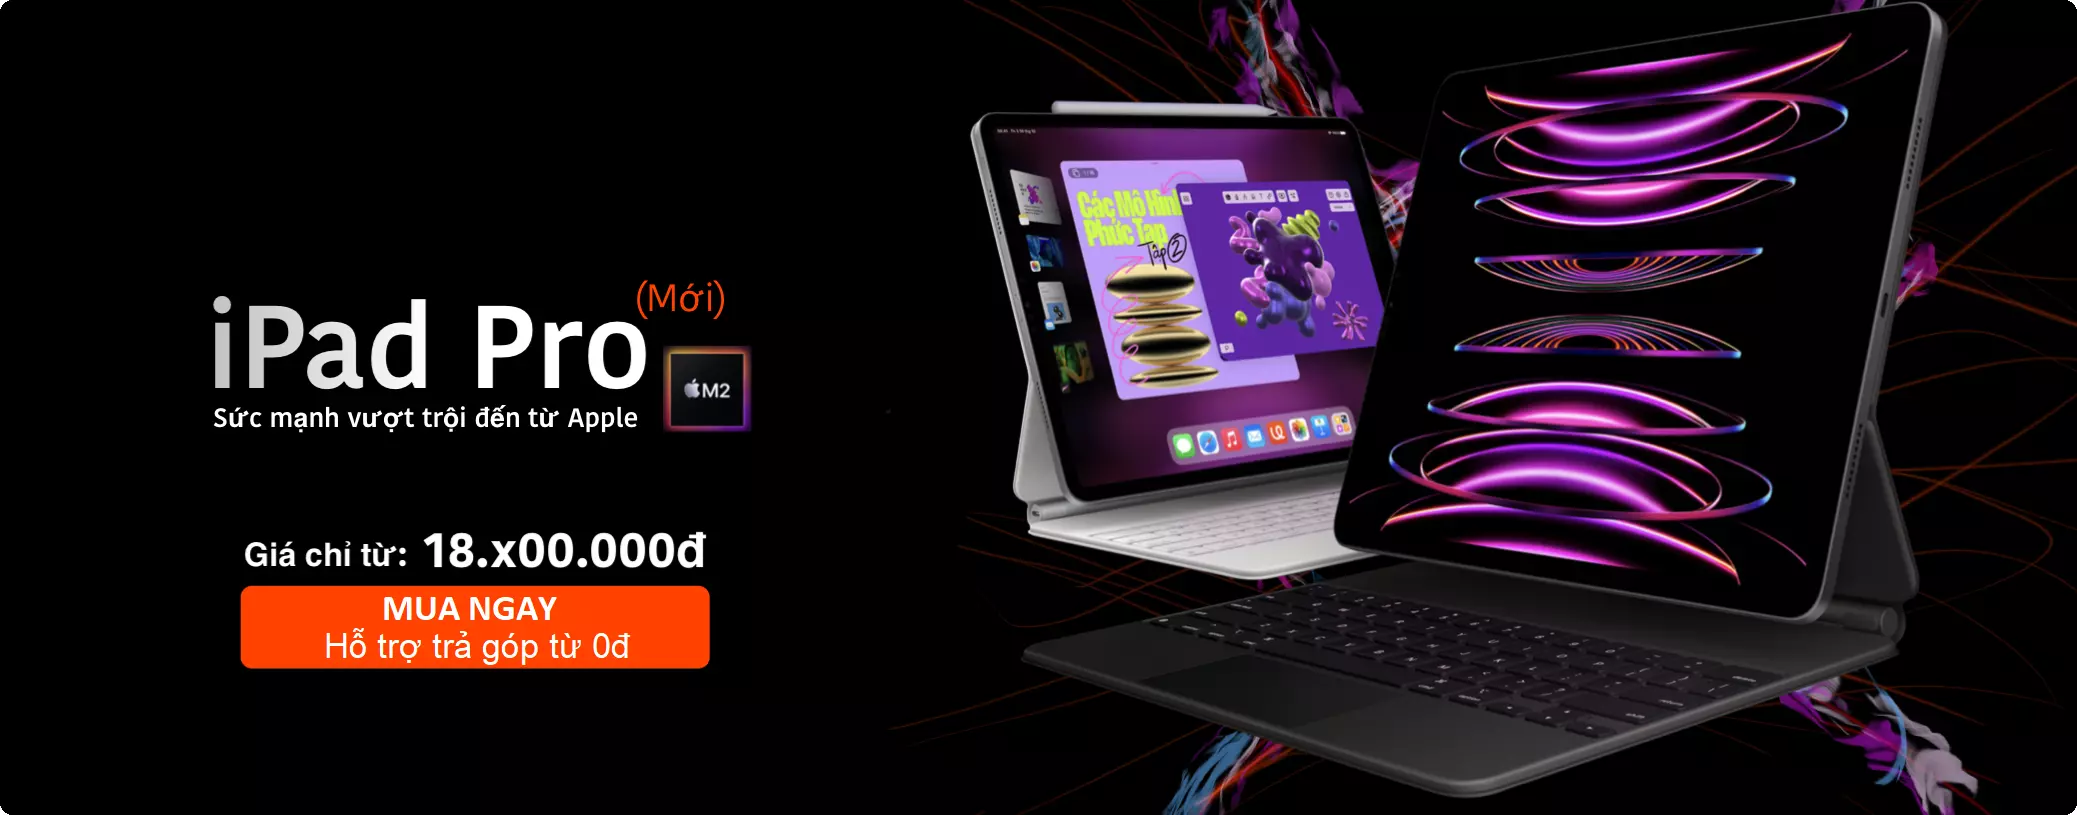 iPad Pro
(Mới)
M2
Sức mạnh vượt trội đến từ Apple
Giá chỉ từ: 18.x00.000đ
MUA NGAY
Hỗ trợ trả góp từ 0đ
Các Mô Hình
Phức Tạp
Tập 2